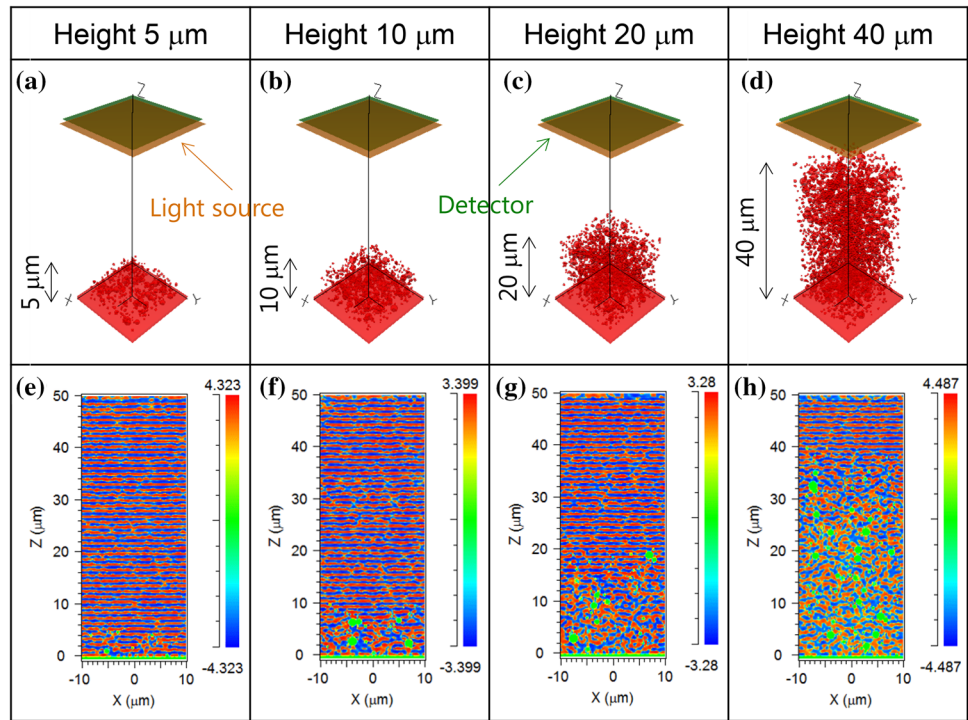 Height 5 μm
Height 10 μm
Height 20 μm
Height 40 μm
(a)
Z
Light source
5 μm
X
Y
(b)
Z
10 μm
X
Y
(c)
Z
Detector
20 μm
X
Y
(d)
Z
40 μm
X
Y
(e)
4.323
50
40
30
20
10
0
Z (μm)
-4.323
-10
0
10
X (μm)
(f)
3.399
50
40
30
20
10
0
Z (μm)
-3.399
-10
0
10
X (μm)
(g)
3.28
50
40
30
20
10
0
Z (μm)
-3.28
-10
0
10
X (μm)
(h)
4.487
50
40
30
20
10
0
Z (μm)
-4.487
-10
0
10
X (μm)